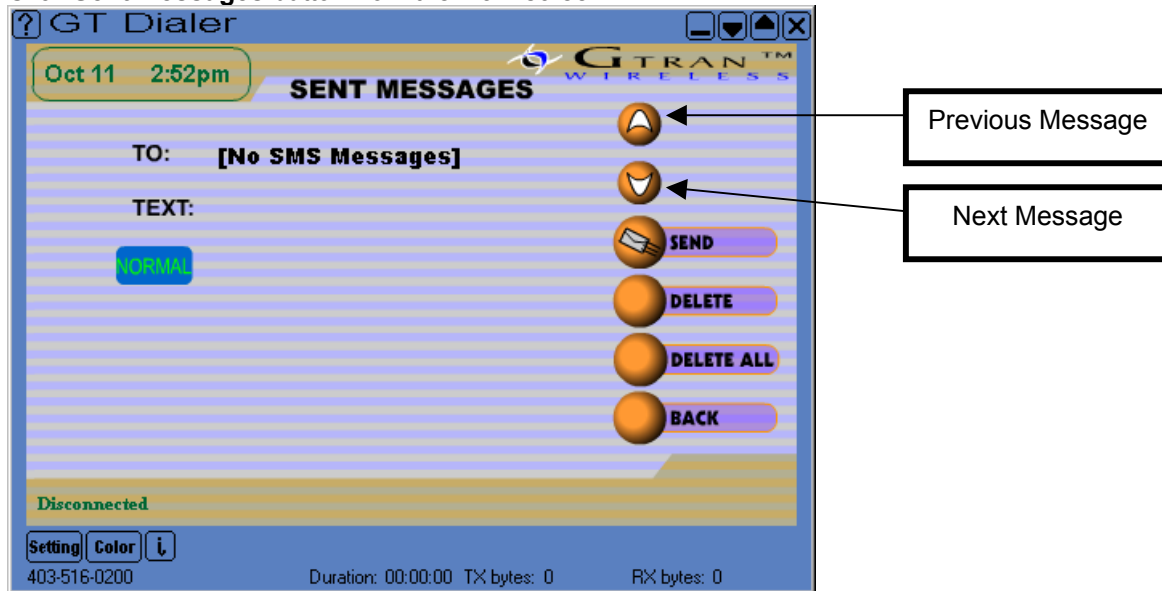 ? GT Dialer
Oct 11 2:52pm
GTRAN ™
WIRELESS
SENT MESSAGES
TO: [No SMS Messages]
TEXT:
NORMAL
SEND
DELETE
DELETE ALL
BACK
Previous Message
Next Message
Disconnected
Setting Color i
403-516-0200 Duration: 00:00:00 TX bytes: 0 RX bytes: 0